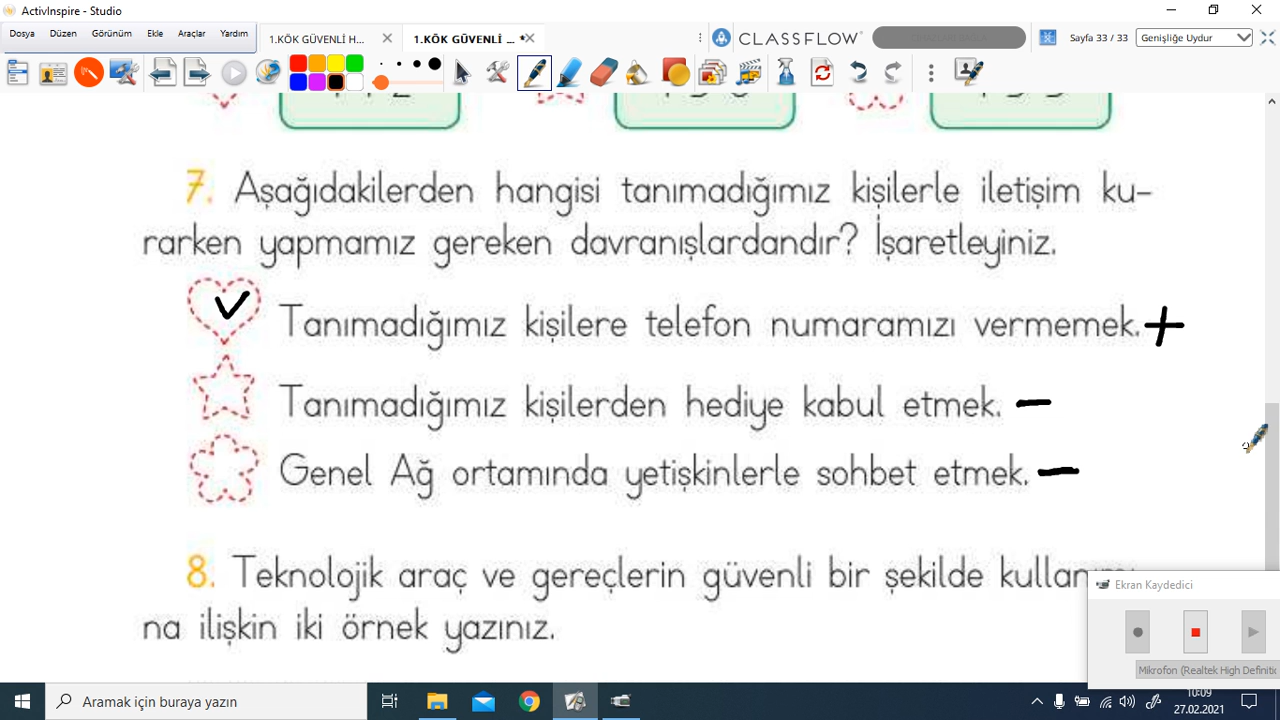 ActivInspire - Studio
Dosya Düzen Görünüm Ekle Araçlar Yardım
1.KÖK GÜVENLİ H...
1.KÖK GÜVENLİ ... *
CLASSFLOW
Sayfa 33 / 33
Genişliğe Uydur
7. Aşağıdakilerden hangisi tanımadığımız kişilerle iletişim ku-
rarken yapmamız gereken davranışlardandır? İşaretleyiniz.
Tanımadığımız kişilere telefon numaramızı vermemek. +
Tanımadığımız kişilerden hediye kabul etmek. -
Genel Ağ ortamında yetişkinlerle sohbet etmek. -
8. Teknolojik araç ve gereçlerin güvenli bir şekilde
na ilişkin iki örnek yazınız.
Ekran Kaydedici
Mikrofon (Realtek High Definiti
Aramak için buraya yazın
10:09
27.02.2021